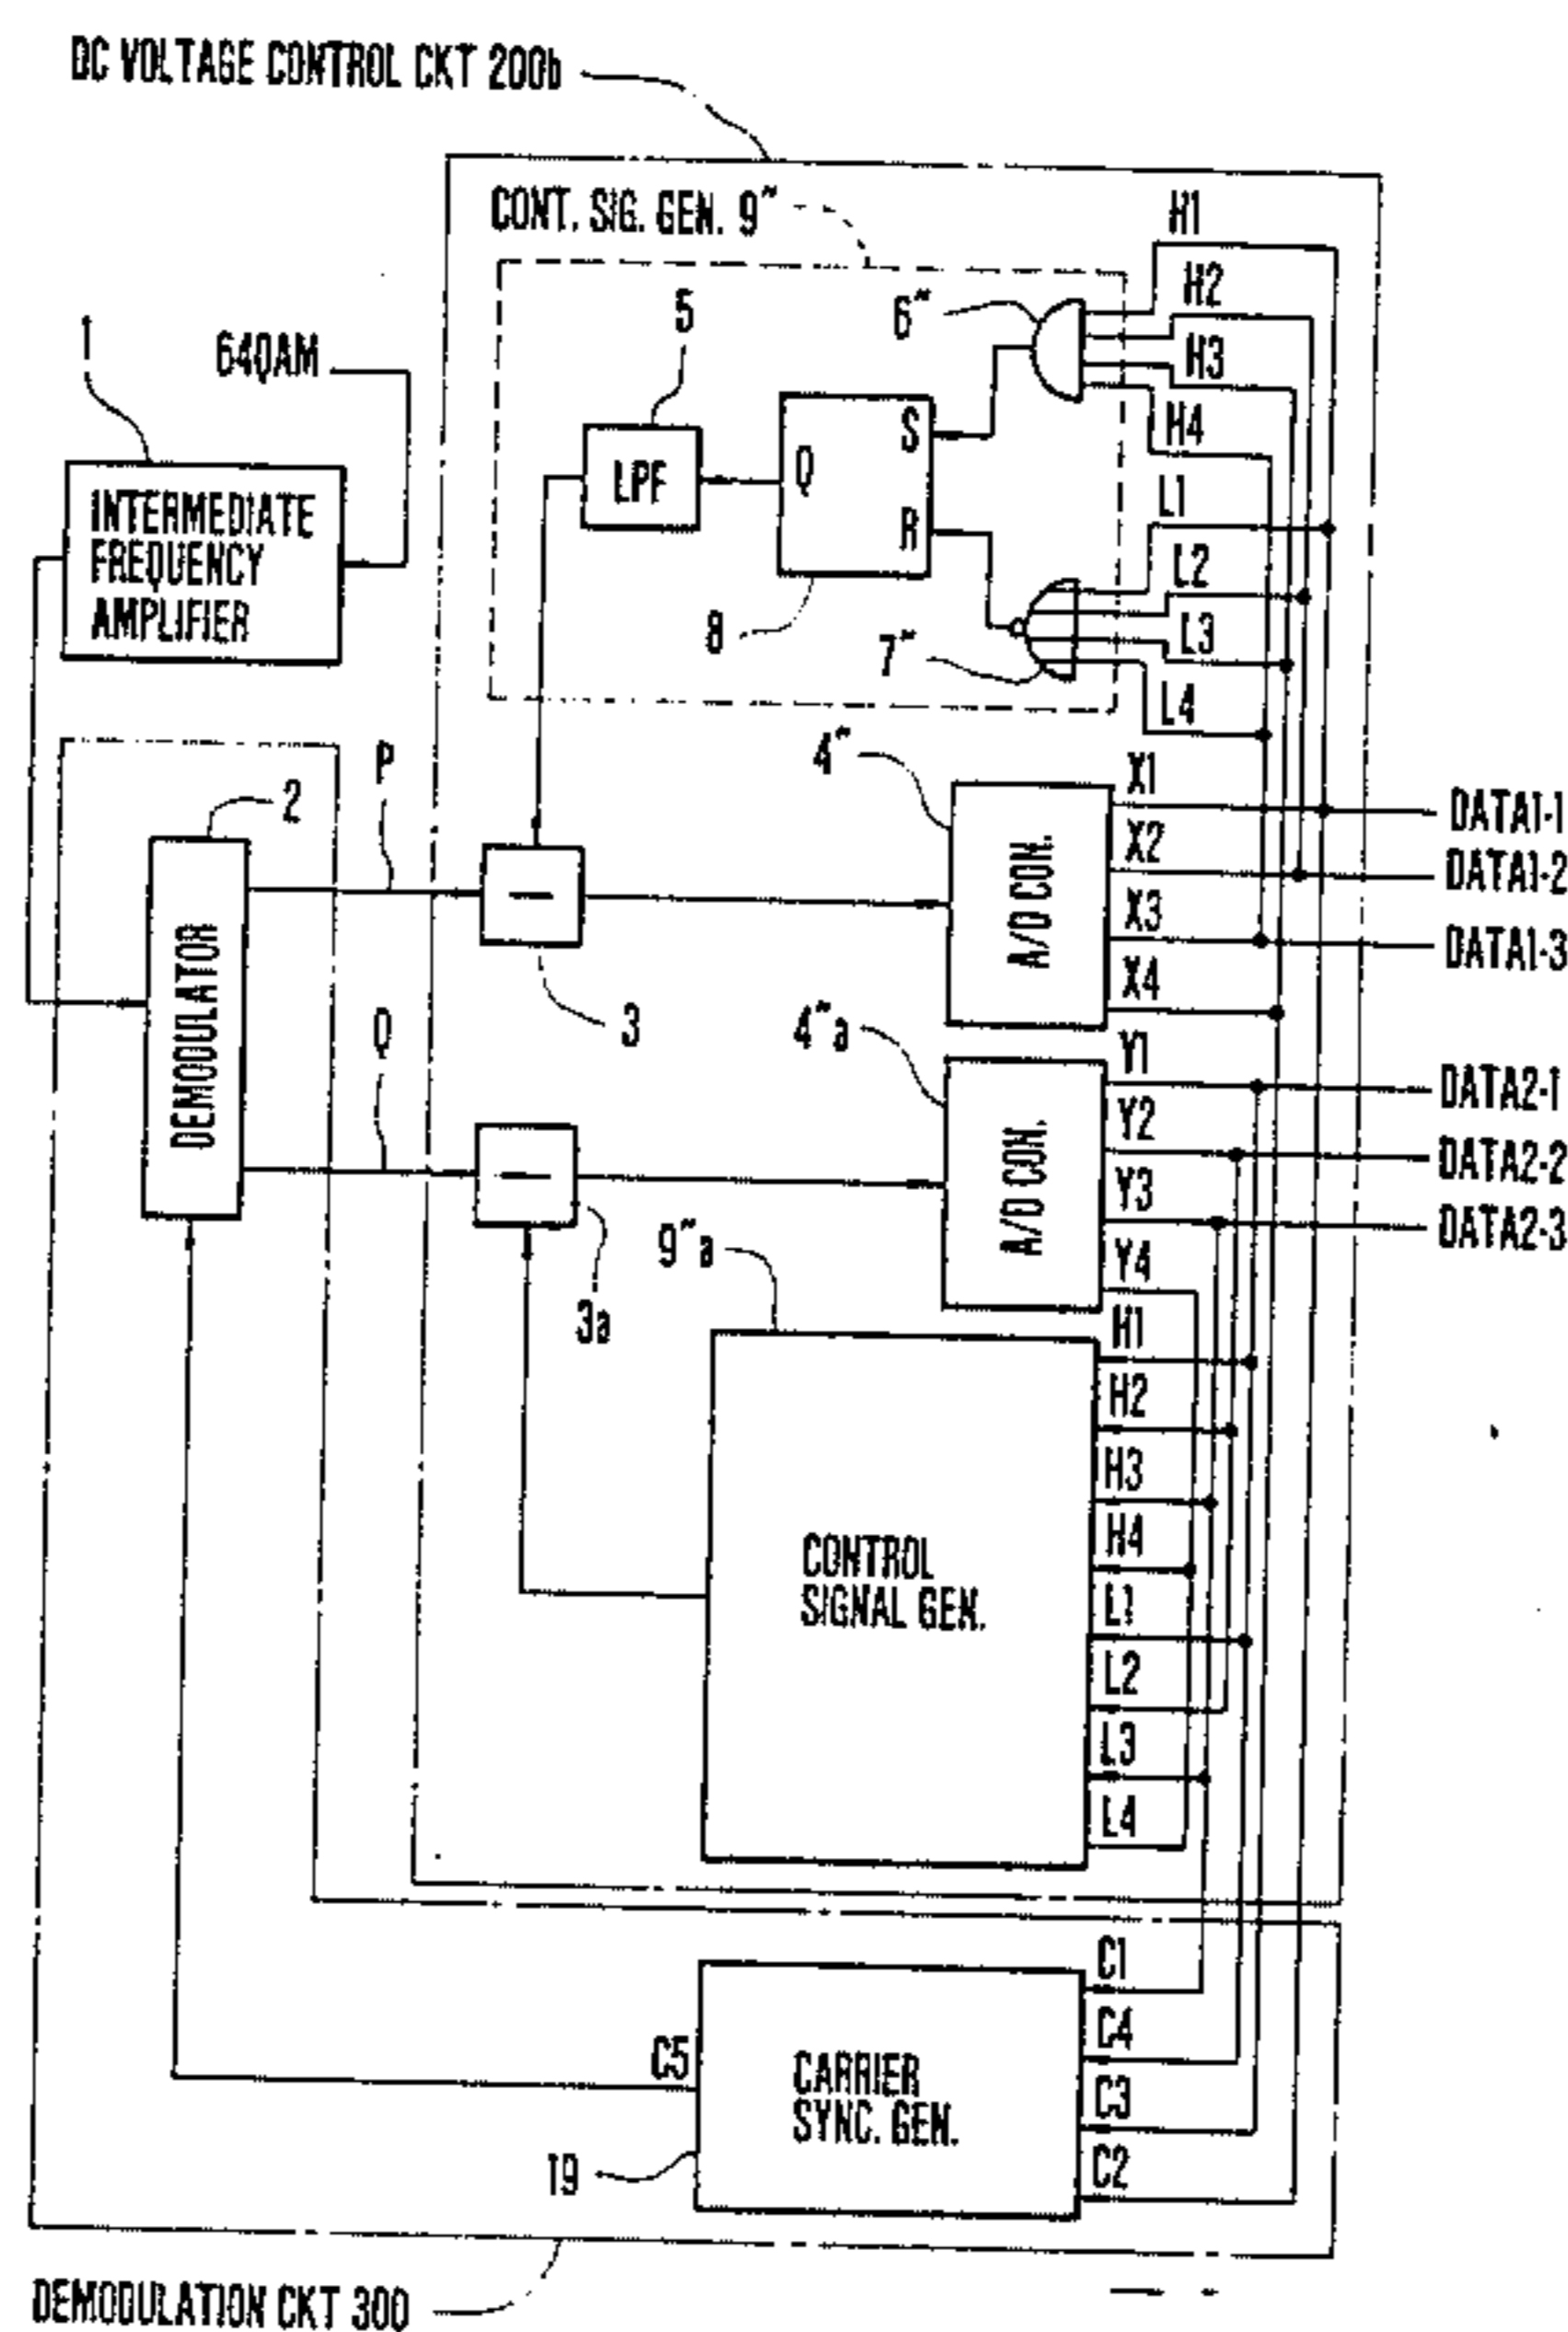 DC VOLTAGE CONTROL CKT 200b
CONT. SIG. GEN. 9"
H1
H2
H3
H4
6"
5
1
64QAM
INTERMEDIATE
FREQUENCY
AMPLIFIER
LPF
Q
S
R
8
7"
L1
L2
L3
L4
P
2
DEMODULATOR
Q
3
4"
A/D CON.
X1
X2
X3
X4
DATA1-1
DATA1-2
DATA1-3
4"a
A/D CON.
Y1
Y2
Y3
Y4
DATA2-1
DATA2-2
DATA2-3
3a
9"a
CONTROL
SIGNAL GEN.
H1
H2
H3
H4
L1
L2
L3
L4
C5
CARRIER
SYNC. GEN.
C1
C4
C3
C2
19
DEMODULATION CKT 300